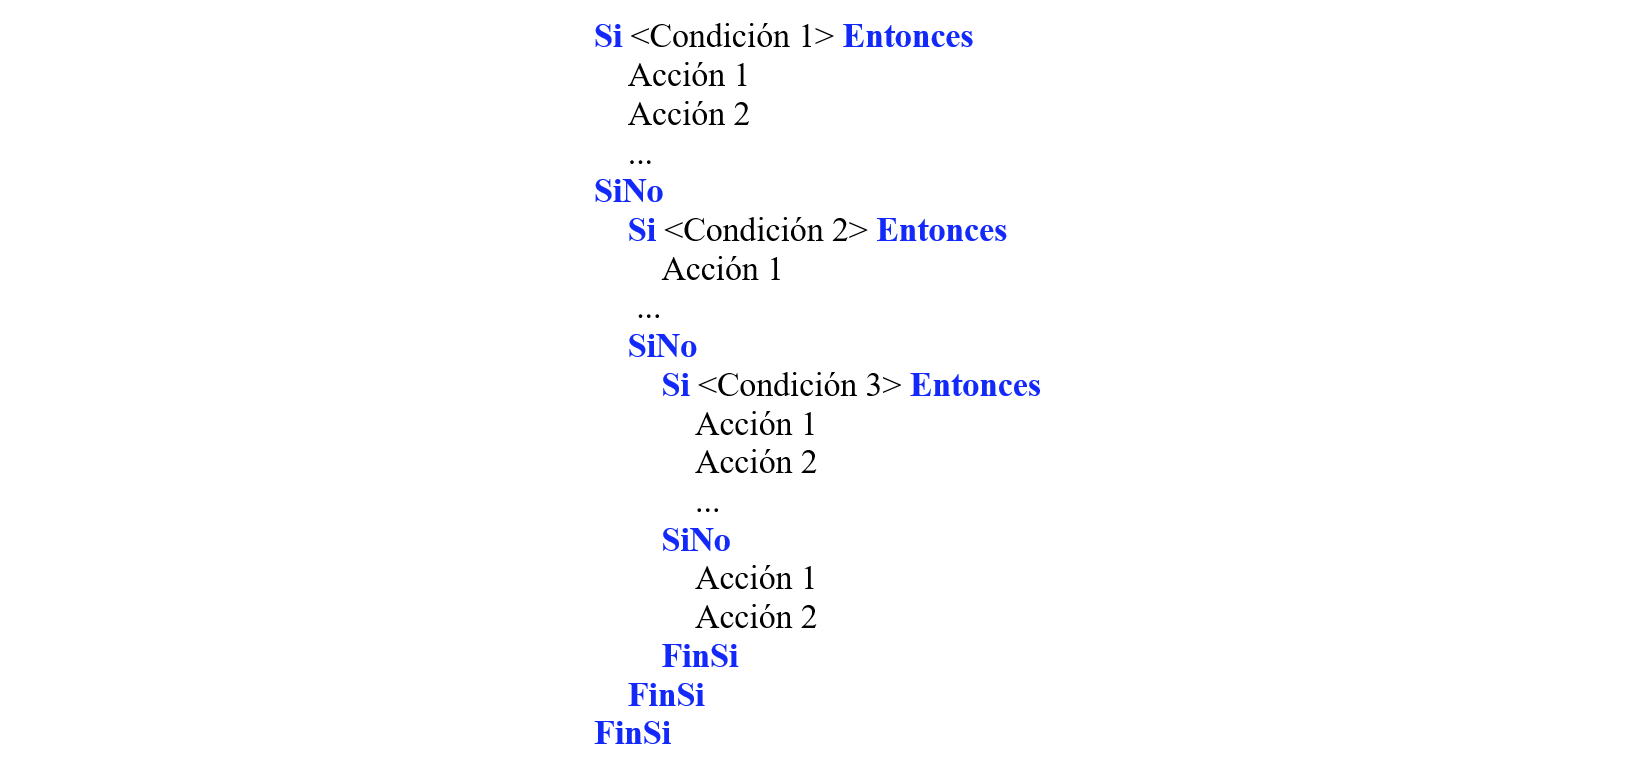 Si <Condición 1> Entonces
Acción 1
Acción 2
...
SiNo
Si <Condición 2> Entonces
Acción 1
...
SiNo
Si <Condición 3> Entonces
Acción 1
Acción 2
...
SiNo
Acción 1
Acción 2
FinSi
FinSi
FinSi